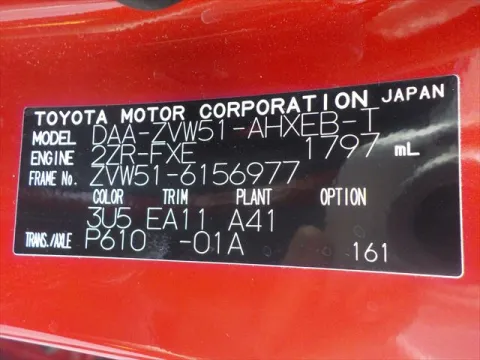 TOYOTA MOTOR CORPORATION JAPAN
MODEL DAA-ZVW51-AHXEB-T
ENGINE 2ZR-FXE 1797 mL
FRAME No. ZVW51-6156977
COLOR TRIM PLANT OPTION
3U5 EA11 A41
TRANS./AXLE P610 -01A 161